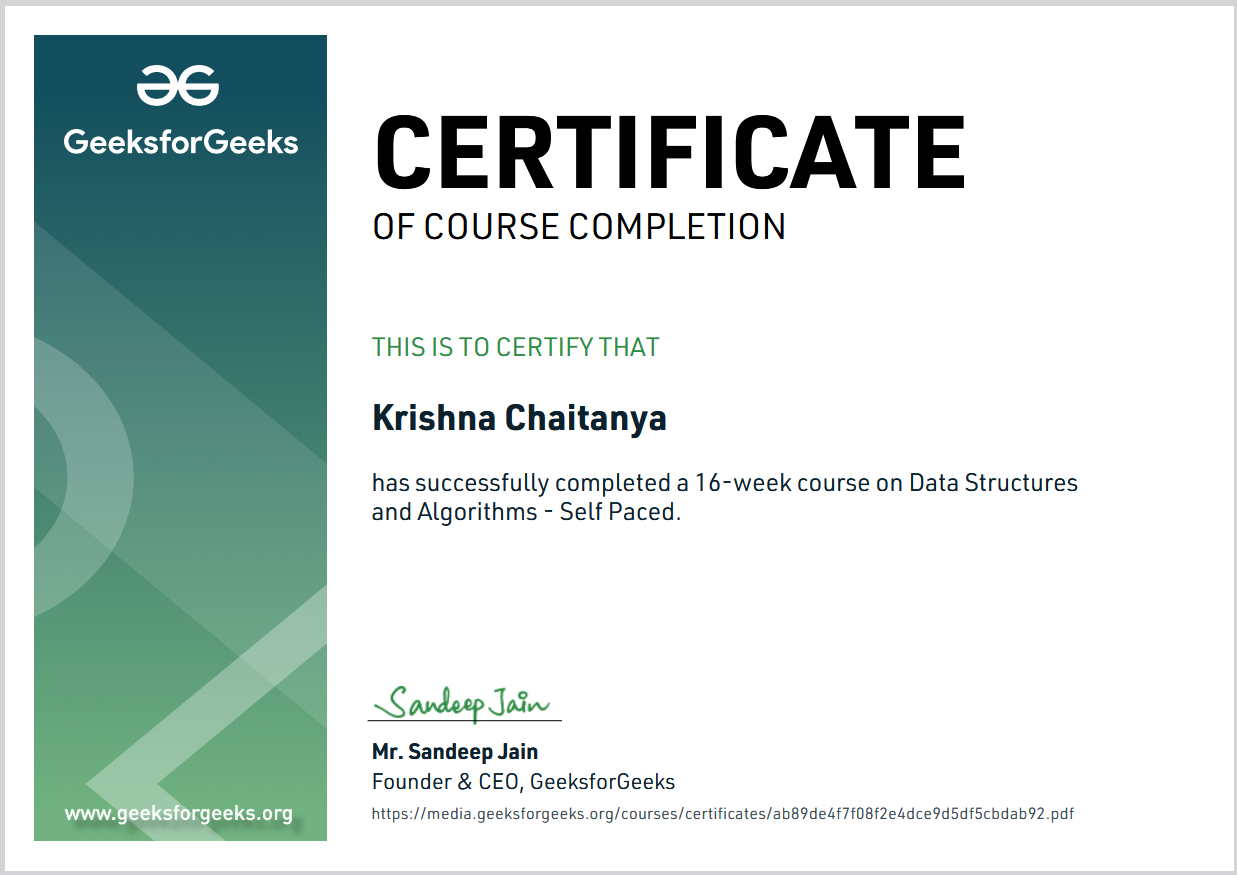 GeeksforGeeks
CERTIFICATE
OF COURSE COMPLETION
THIS IS TO CERTIFY THAT
Krishna Chaitanya
has successfully completed a 16-week course on Data Structures
and Algorithms - Self Paced.
Sandeep Jain
Mr. Sandeep Jain
Founder & CEO, GeeksforGeeks
www.geeksforgeeks.org
https://media.geeksforgeeks.org/courses/certificates/ab89de4f7f08f2e4dce9d5df5cbdab92.pdf